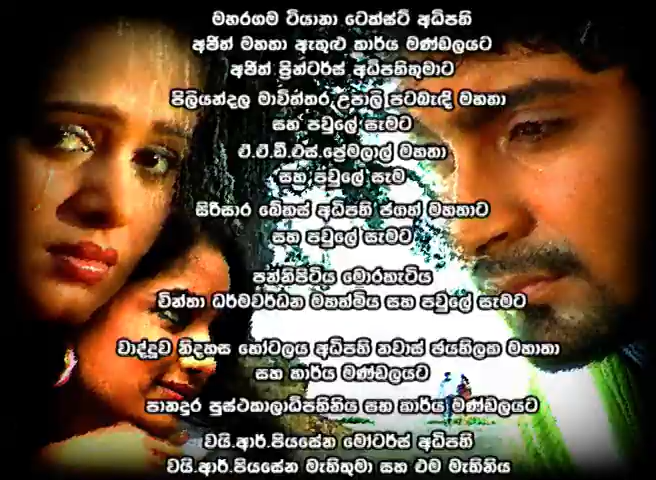 මහරගම ටියානා ටෙක්ස්ට් අධිපති
අජිත් මහතා ඇතුළු කාර්ය මණ්ඩලයට
අජිත් ප්‍රින්ටර්ස් අධිපතිතුමාට
පිලියන්දල මාවිත්තර, උපාලි පටබැඳි මහතා
සහ පවුලේ සැමට
ඒ.ටී.ඩී.එස්.ප්‍රේමලාල් මහතා
සහ පවුලේ සැම
සිරිසාර බේකස් අධිපති ජගත් මහතාට
සහ පවුලේ සැමට
පන්නිපිටිය මොරකැටිය
චින්තා ධර්මවර්ධන මහත්මිය සහ පවුලේ සැමට
වාද්දූව නිදහස හෝටලය අධිපති නවාස් ජයතිලක මහාතා
සහ කාර්ය මණ්ඩලයට
පානදුර පුස්ථකාලාධිපතිනිය සහ කාර්ය මණ්ඩලයට
වයි.ආර්.පියසේන මෝටර්ස් අධිපති
වයි.ආර්.පියසේන මැතිතුමා සහ එම මැතිනිය